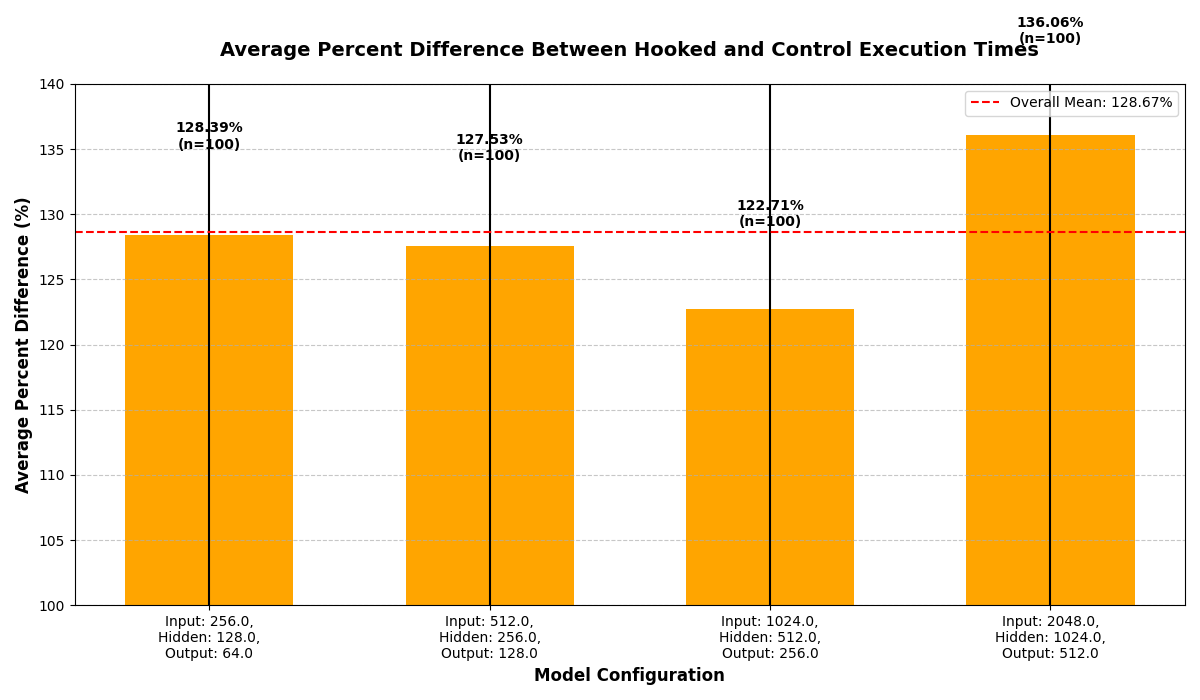 136.06%
(n=100)
Average Percent Difference Between Hooked and Control Execution Times
140
135
130
125
120
115
110
105
100
Average Percent Difference (%)
Overall Mean: 128.67%
128.39%
(n=100)
127.53%
(n=100)
122.71%
(n=100)
Input: 256.0,
Hidden: 128.0,
Output: 64.0
Input: 512.0,
Hidden: 256.0,
Output: 128.0
Input: 1024.0,
Hidden: 512.0,
Output: 256.0
Input: 2048.0,
Hidden: 1024.0,
Output: 512.0
Model Configuration